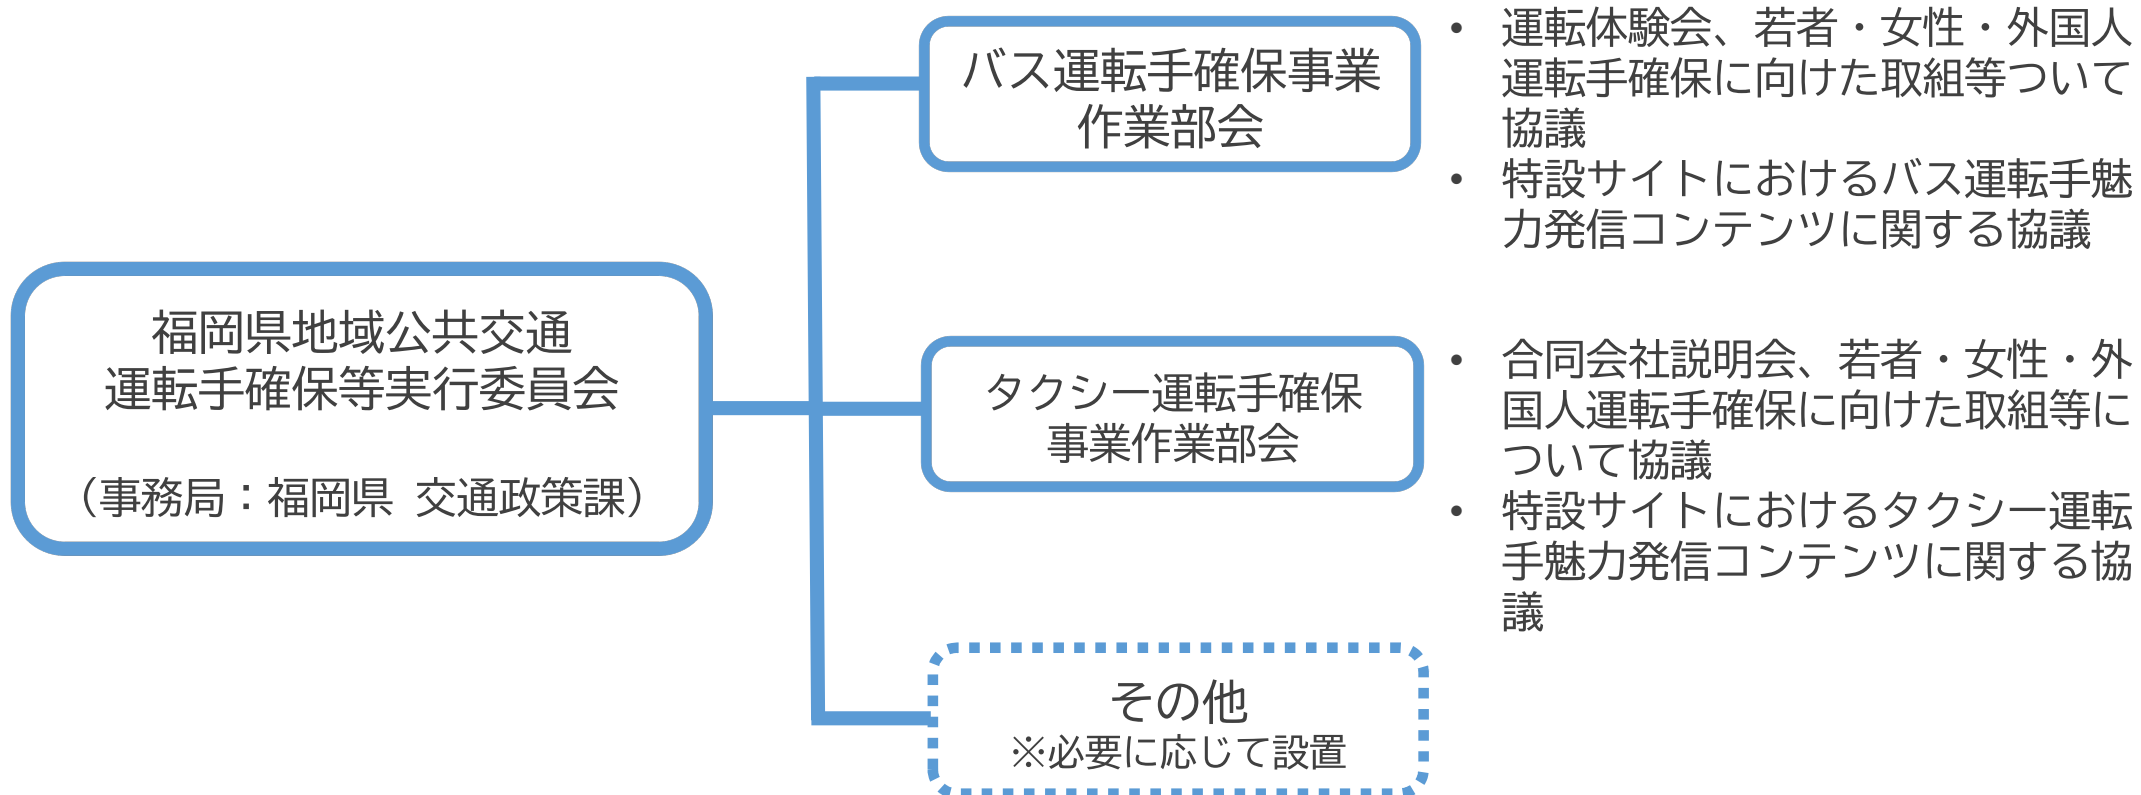 福岡県地域公共交通
運転手確保等実行委員会
（事務局：福岡県 交通政策課）
バス運転手確保事業
作業部会
• 運転体験会、若者・女性・外国人
運転手確保に向けた取組等ついて
協議
• 特設サイトにおけるバス運転手魅
力発信コンテンツに関する協議
タクシー運転手確保
事業作業部会
• 合同会社説明会、若者・女性・外
国人運転手確保に向けた取組等に
ついて協議
• 特設サイトにおけるタクシー運転
手魅力発信コンテンツに関する協
議
その他
※必要に応じて設置